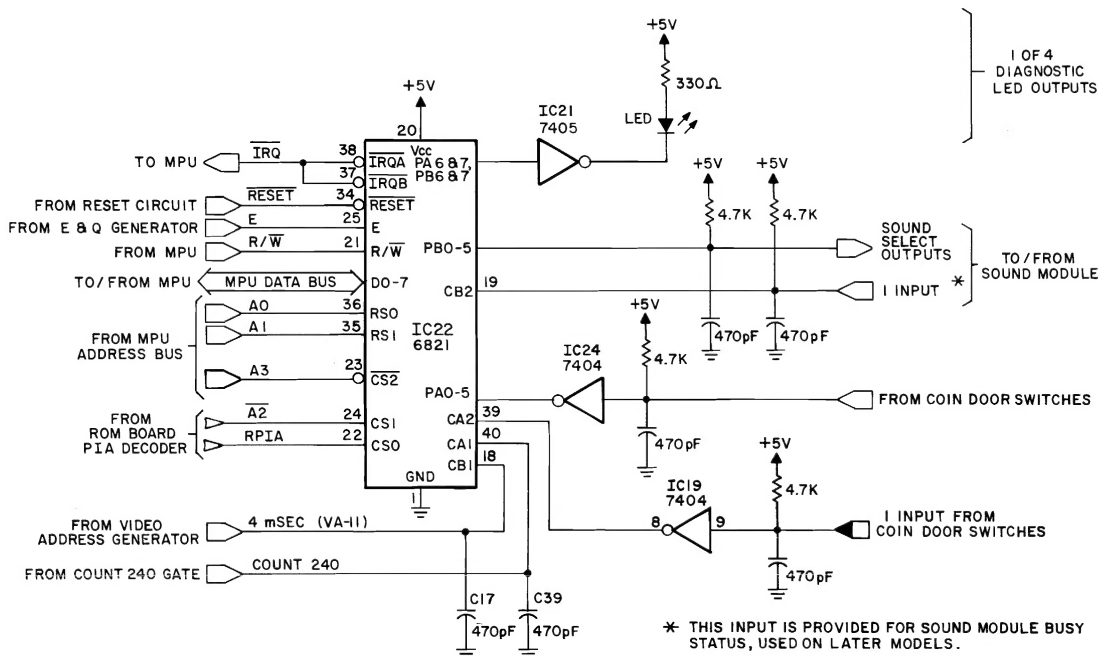 +5V
1 OF 4
DIAGNOSTIC
LED OUTPUTS
330Ω
+5V
IC21
7405
LED
20
Vcc
TO MPU
IRQ
38
IRQA
PA 6 & 7,
PB6 & 7
37
IRQB
+5V
+5V
FROM RESET CIRCUIT
RESET
34
RESET
4.7K
4.7K
FROM E & Q GENERATOR
E
25
E
FROM MPU
R/W
21
R/W
PB0-5
SOUND
SELECT
OUTPUTS
TO/FROM
SOUND MODULE
TO/FROM MPU
MPU DATA BUS
D0-7
CB2
19
1 INPUT
*
A0
36
RS0
+5V
FROM MPU
ADDRESS BUS
A1
35
RS1
IC22
6821
470pF
470pF
IC24
7404
4.7K
A3
23
CS2
PA0-5
FROM COIN DOOR SWITCHES
FROM
ROM BOARD
PIA DECODER
A2
24
CS1
CA2
39
RPIA
22
CS0
CA1
40
470pF
CB1
18
+5V
GND
1
IC19
7404
4.7K
FROM VIDEO
ADDRESS GENERATOR
4 mSEC (VA-11)
8
9
1 INPUT FROM
COIN DOOR SWITCHES
FROM COUNT 240 GATE
COUNT 240
470pF
C17
470pF
C39
470pF
* THIS INPUT IS PROVIDED FOR SOUND MODULE BUSY
STATUS, USED ON LATER MODELS.